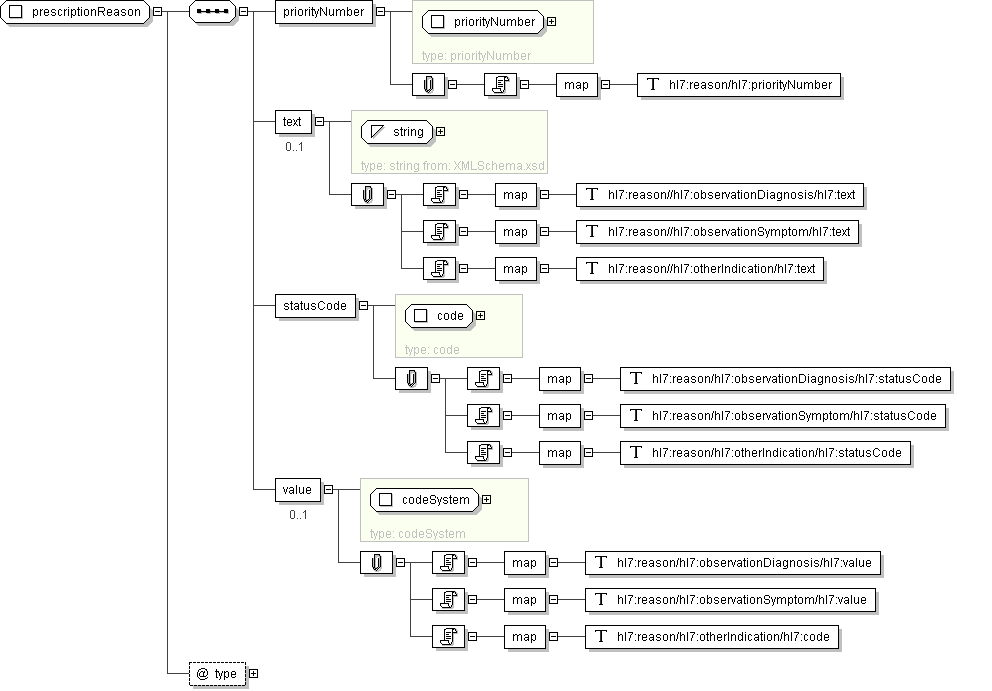 prescriptionReason
priorityNumber
priorityNumber
type: priorityNumber
map
T hl7:reason/hl7:priorityNumber
text
0..1
string
type: string from: XMLSchema.xsd
map
T hl7:reason//hl7:observationDiagnosis/hl7:text
map
T hl7:reason//hl7:observationSymptom/hl7:text
map
T hl7:reason//hl7:otherIndication/hl7:text
statusCode
code
type: code
map
T hl7:reason/hl7:observationDiagnosis/hl7:statusCode
map
T hl7:reason/hl7:observationSymptom/hl7:statusCode
map
T hl7:reason/hl7:otherIndication/hl7:statusCode
value
0..1
codeSystem
type: codeSystem
map
T hl7:reason/hl7:observationDiagnosis/hl7:value
map
T hl7:reason/hl7:observationSymptom/hl7:value
map
T hl7:reason/hl7:otherIndication/hl7:code
@ type